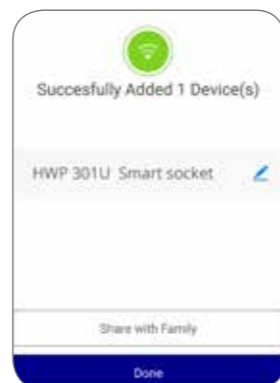 Succesfully Added 1 Device(s)
HWP 301U Smart socket
Share with Family
Done